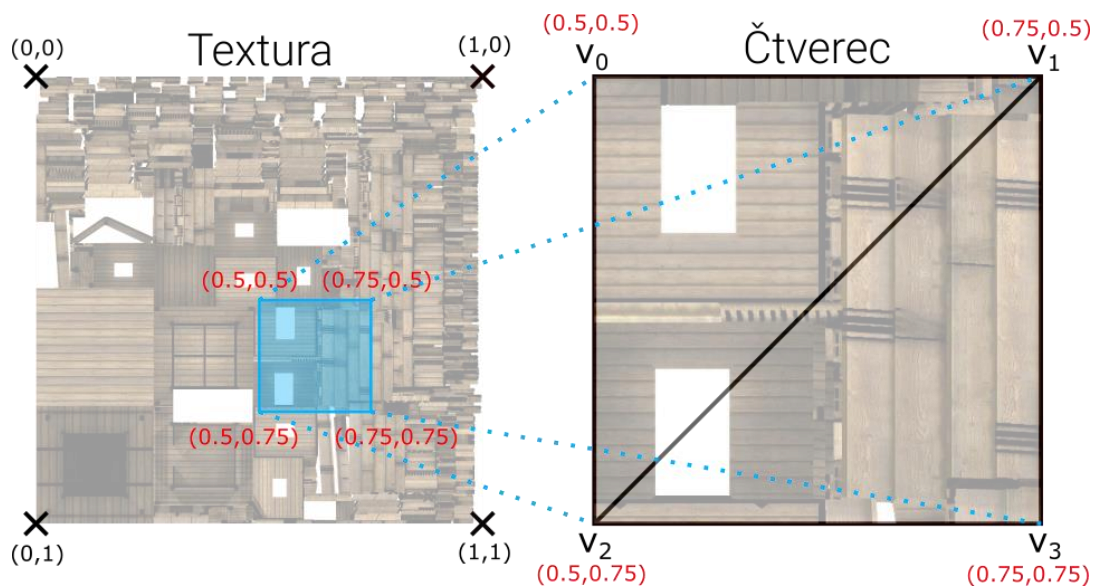 Textura
(0,0)
(1,0)
(0.5,0.5)
(0.75,0.5)
(0.5,0.75)
(0.75,0.75)
(0,1)
(1,1)
Čtverec
(0.5,0.5)
v0
(0.75,0.5)
v1
v2
(0.5,0.75)
v3
(0.75,0.75)